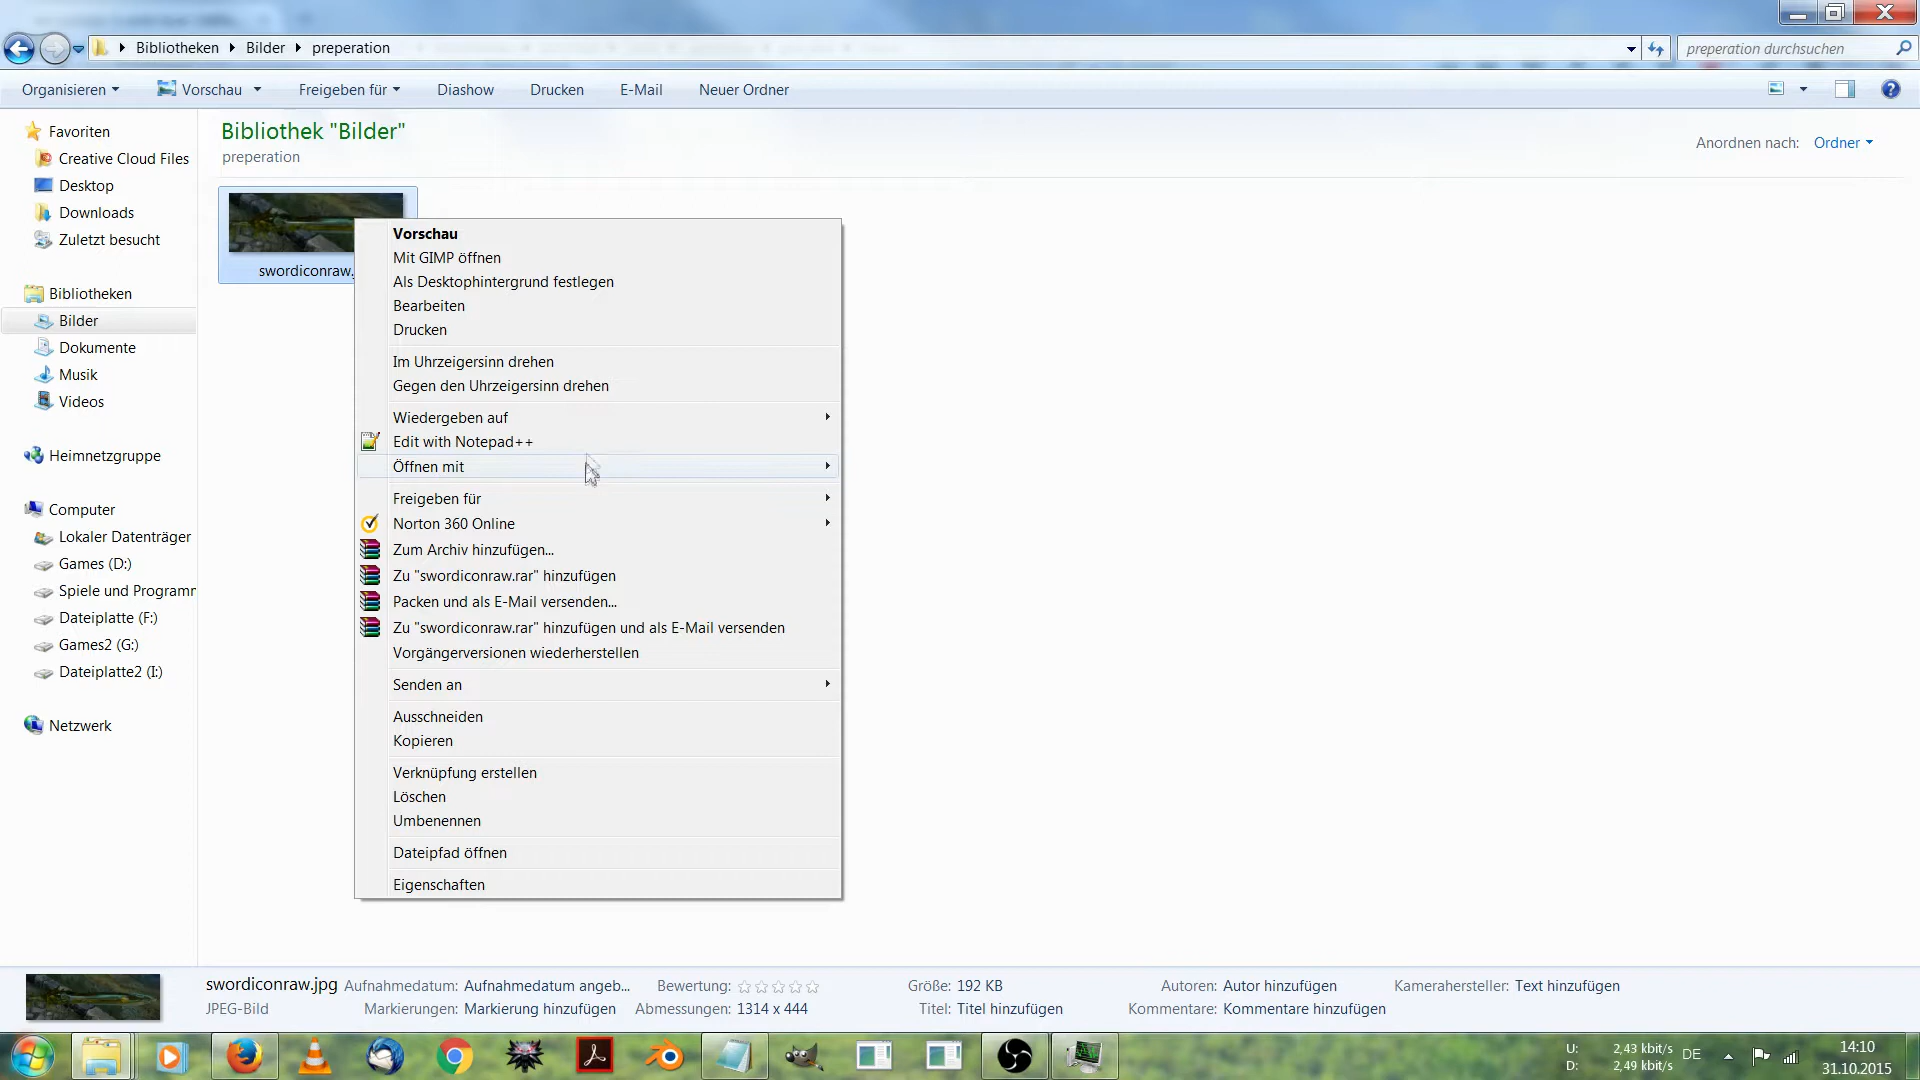 Bibliotheken Bilder preperation
preperation durchsuchen
Organisieren Vorschau Freigeben für Diashow Drucken E-Mail Neuer Ordner
Bibliothek "Bilder"
preperation
Anordnen nach: Ordner
Favoriten
Creative Cloud Files
Desktop
Downloads
Zuletzt besucht
Bibliotheken
Bilder
Dokumente
Musik
Videos
Heimnetzgruppe
Computer
Lokaler Datenträger
Games (D:)
Spiele und Programm
Dateiplatte (F:)
Games2 (G:)
Dateiplatte2 (I:)
Netzwerk
swordiconraw.
Vorschau
Mit GIMP öffnen
Als Desktophintergrund festlegen
Bearbeiten
Drucken
Im Uhrzeigersinn drehen
Gegen den Uhrzeigersinn drehen
Wiedergeben auf
Edit with Notepad++
Öffnen mit
Freigeben für
Norton 360 Online
Zum Archiv hinzufügen...
Zu "swordiconraw.rar" hinzufügen
Packen und als E-Mail versenden...
Zu "swordiconraw.rar" hinzufügen und als E-Mail versenden
Vorgängerversionen wiederherstellen
Senden an
Ausschneiden
Kopieren
Verknüpfung erstellen
Löschen
Umbenennen
Dateipfad öffnen
Eigenschaften
swordiconraw.jpg Aufnahmedatum: Aufnahmedatum angeb... Bewertung: Größe: 192 KB Autoren: Autor hinzufügen Kamerahersteller: Text hinzufügen
JPEG-Bild Markierungen: Markierung hinzufügen Abmessungen: 1314 x 444 Titel: Titel hinzufügen Kommentare: Kommentare hinzufügen
U: 2,43 kbit/s
D: 2,49 kbit/s
DE
14:10
31.10.2015